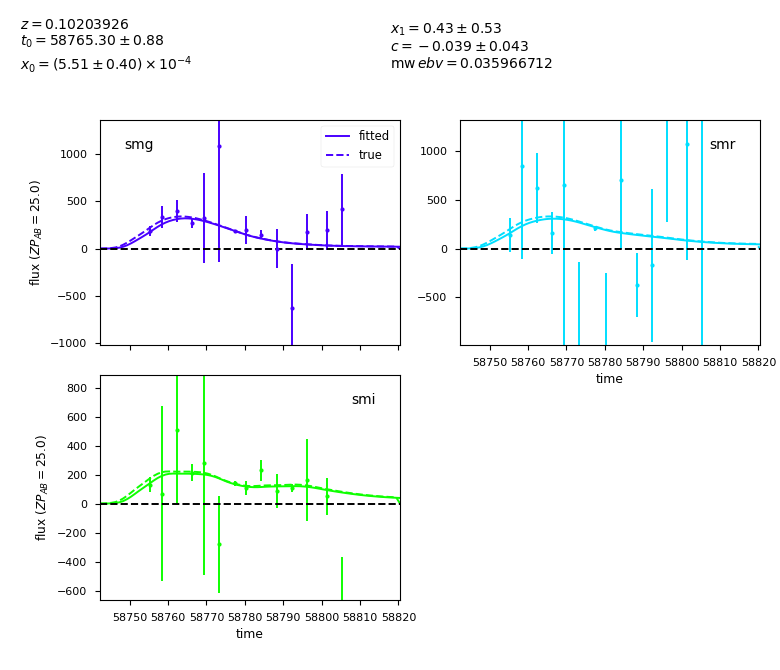 z = 0.10203926
t₀ = 58765.30 ± 0.88
x₀ = (5.51 ± 0.40) × 10⁻⁴
x₁ = 0.43 ± 0.53
c = −0.039 ± 0.043
mw ebv = 0.035966712
smg
fitted
true
1000
500
0
−500
−1000
flux (ZP_AB = 25.0)
smr
1000
500
0
−500
58750 58760 58770 58780 58790 58800 58810 58820
time
smi
800
600
400
200
0
−200
−400
−600
flux (ZP_AB = 25.0)
58750 58760 58770 58780 58790 58800 58810 58820
time